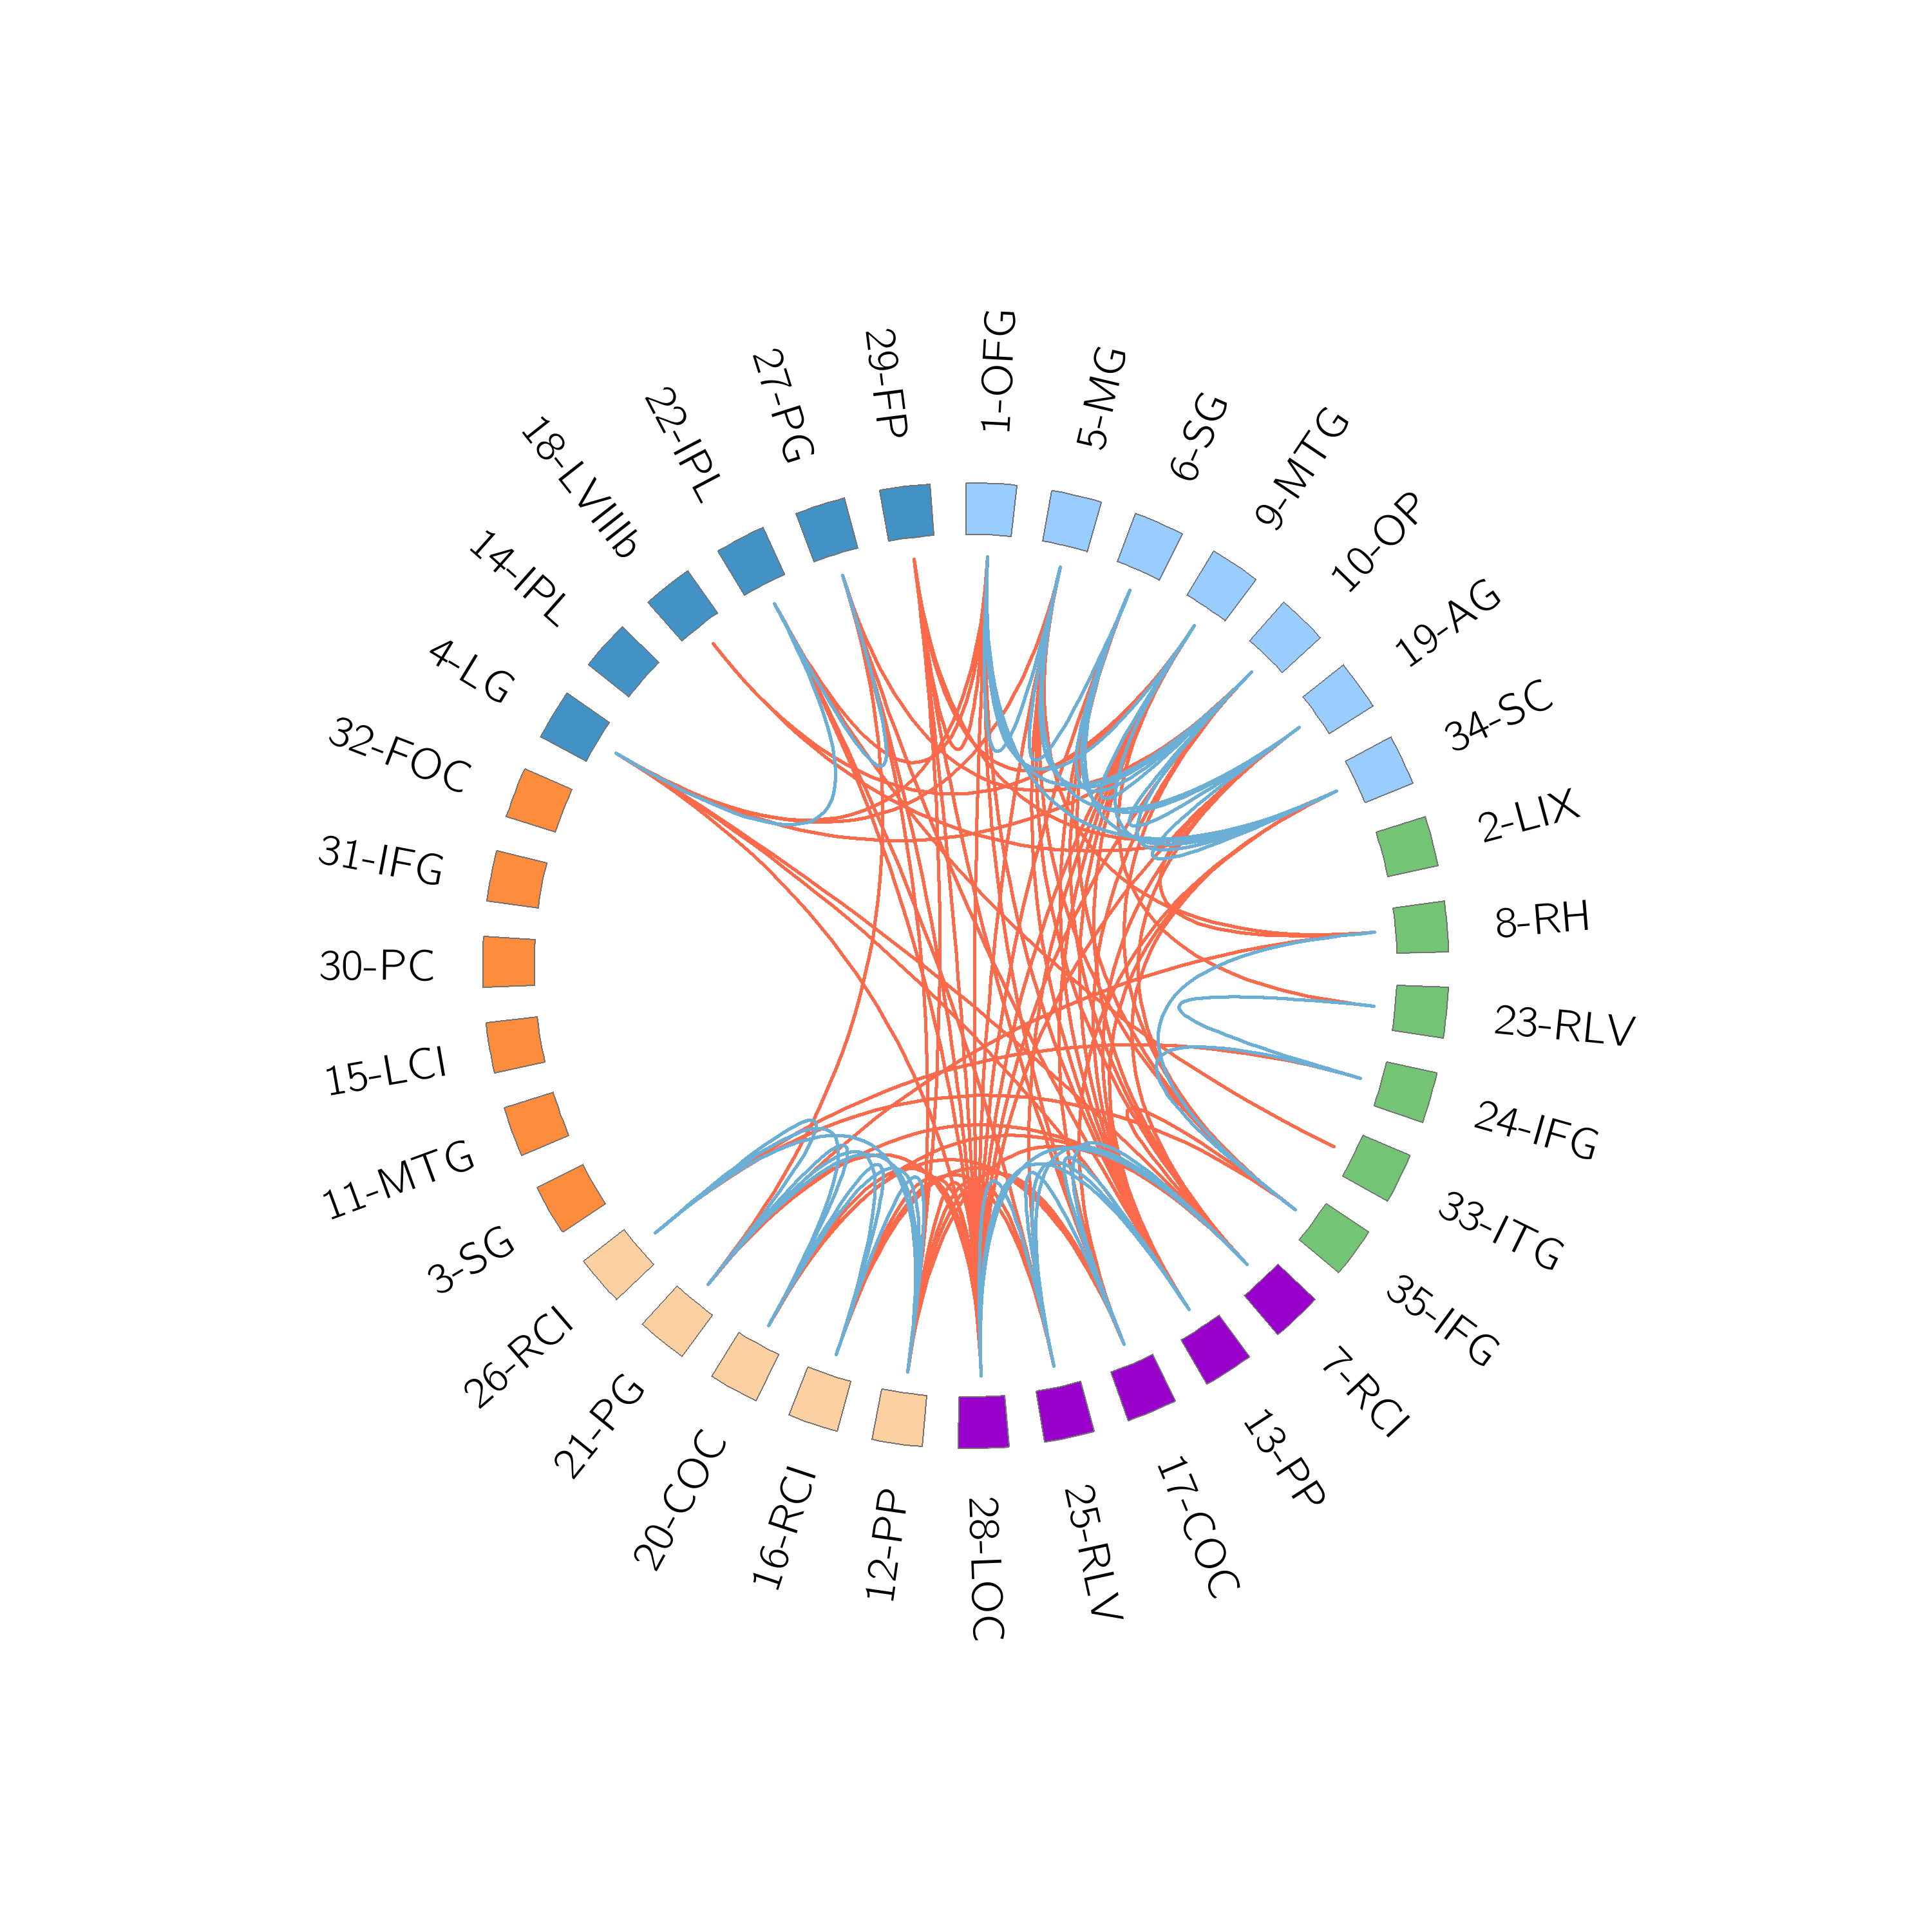 1-OFG
5-MG
6-SG
9-MTG
10-OP
19-AG
34-SC
2-LIX
8-RH
23-RLV
24-IFG
33-ITG
35-IFG
7-RCI
13-PP
17-COC
25-RLV
28-LOC
12-PP
16-RCI
20-COC
21-PG
26-RCI
3-SG
11-MTG
15-LCI
30-PC
31-IFG
32-FOC
4-LG
14-IPL
18-LVIIIb
22-IPL
27-PG
29-FP